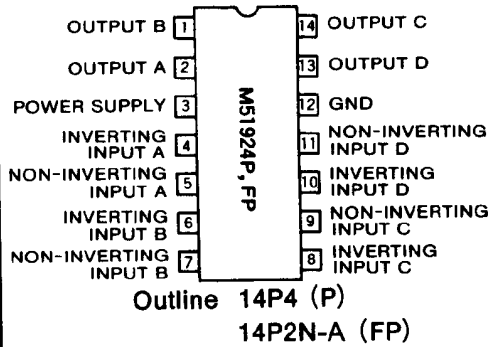 OUTPUT B 1
OUTPUT A 2
POWER SUPPLY 3
INVERTING
INPUT A 4
NON-INVERTING
INPUT A 5
INVERTING
INPUT B 6
NON-INVERTING
INPUT B 7
M51924P, FP
14 OUTPUT C
13 OUTPUT D
12 GND
11 NON-INVERTING
INPUT D
10 INVERTING
INPUT D
9 NON-INVERTING
INPUT C
8 INVERTING
INPUT C
Outline 14P4 (P)
14P2N-A (FP)